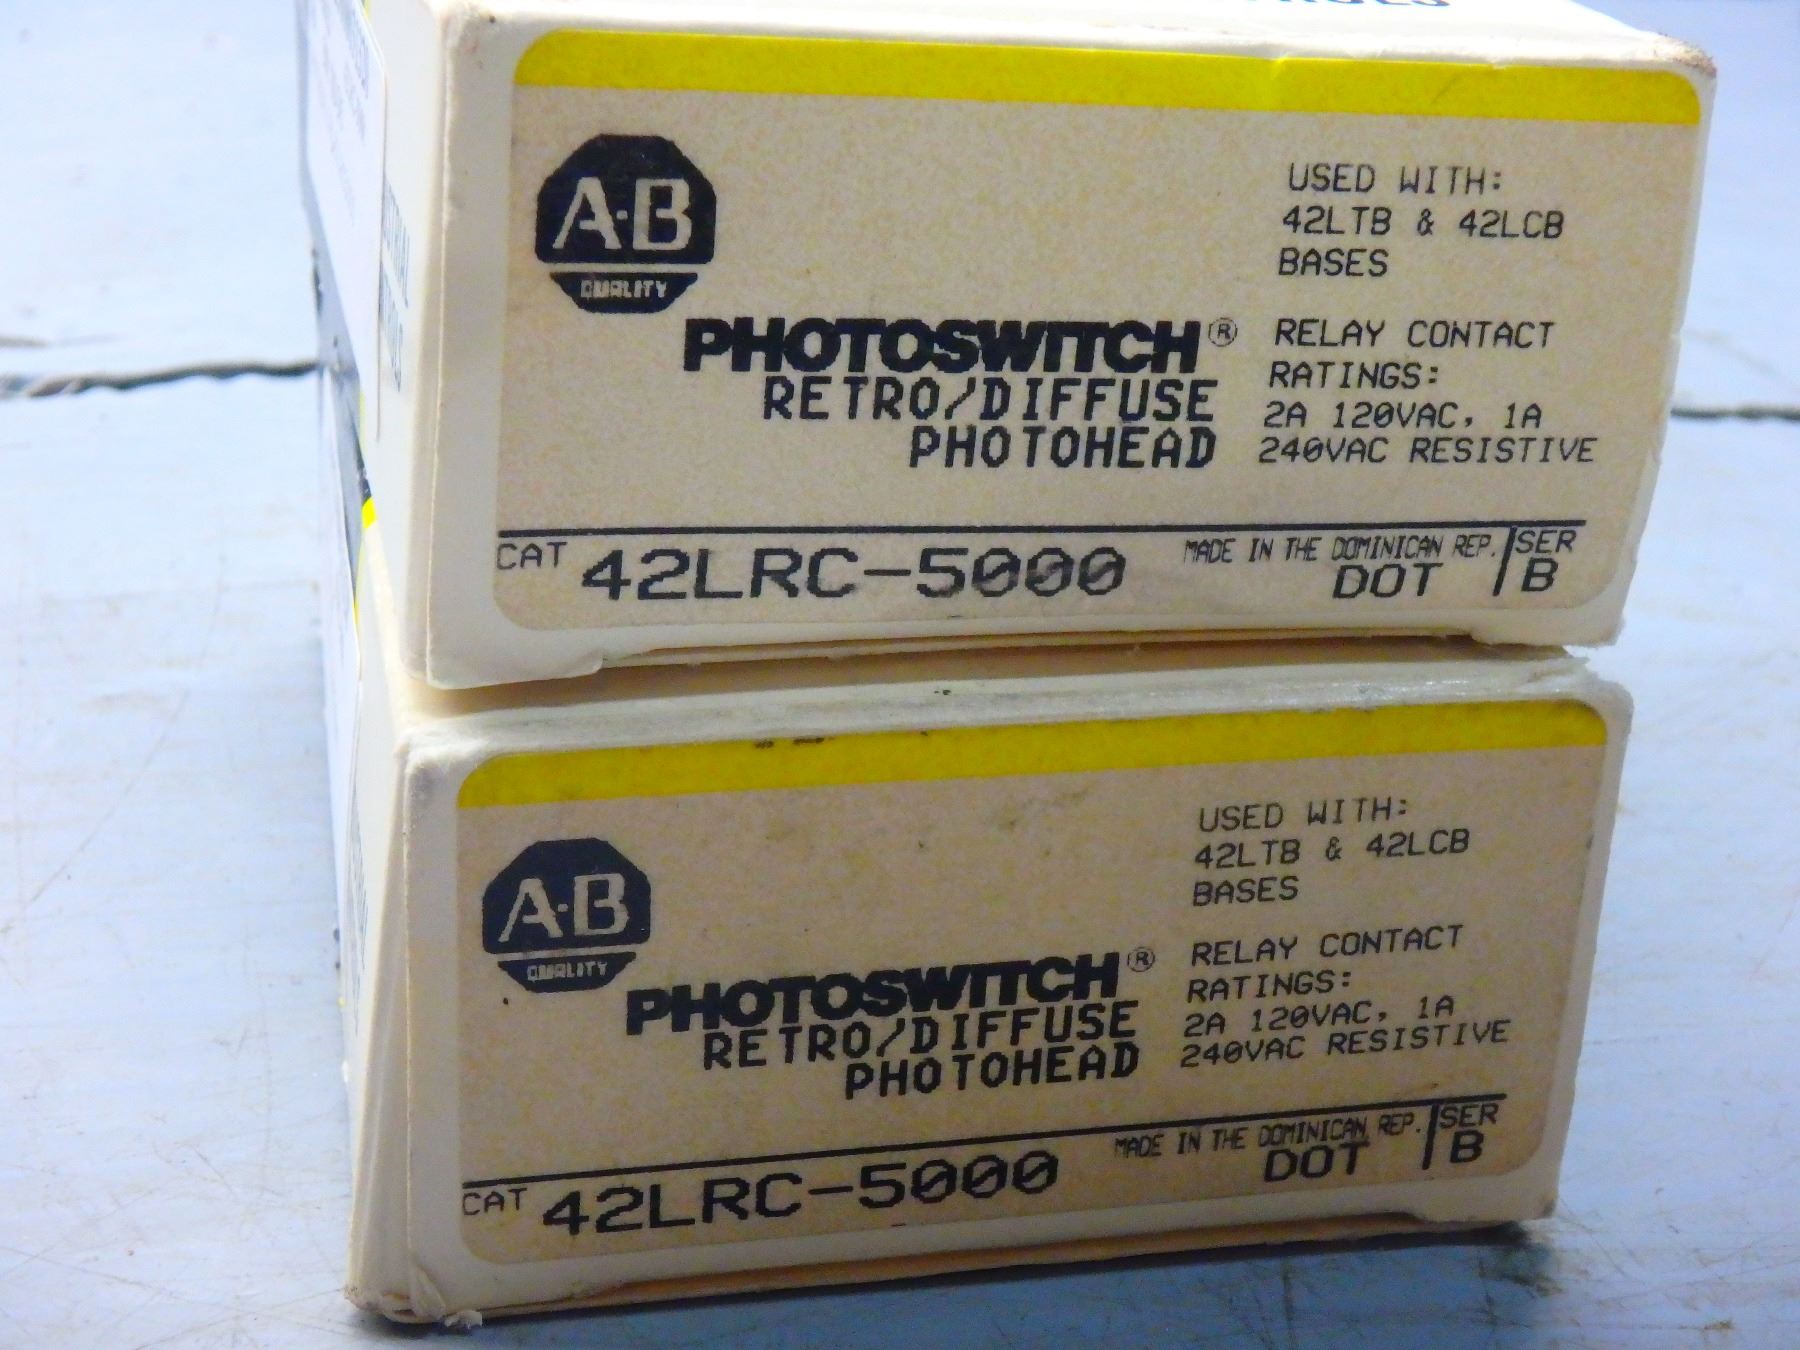 A-B
QUALITY
PHOTOSWITCH®
RETRO/DIFFUSE
PHOTOHEAD
USED WITH:
42LTB & 42LCB
BASES
RELAY CONTACT
RATINGS:
2A 120VAC, 1A
240VAC RESISTIVE
CAT 42LRC-5000
MADE IN THE DOMINICAN REP.
DOT
SER
B
A-B
QUALITY
PHOTOSWITCH®
RETRO/DIFFUSE
PHOTOHEAD
USED WITH:
42LTB & 42LCB
BASES
RELAY CONTACT
RATINGS:
2A 120VAC, 1A
240VAC RESISTIVE
CAT 42LRC-5000
MADE IN THE DOMINICAN REP.
DOT
SER
B